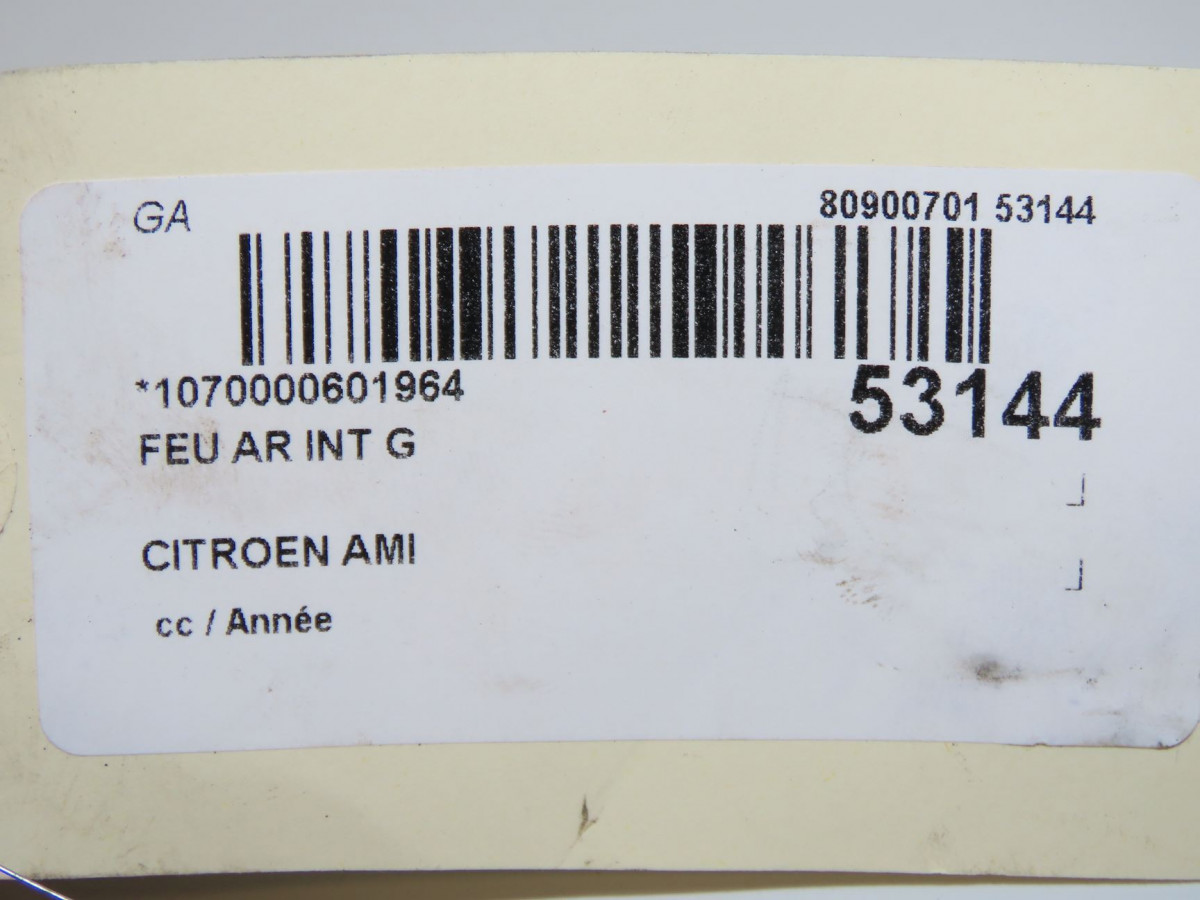 GA
80900701 53144
*1070000601964
53144
FEU AR INT G
CITROEN AMI
cc / Année